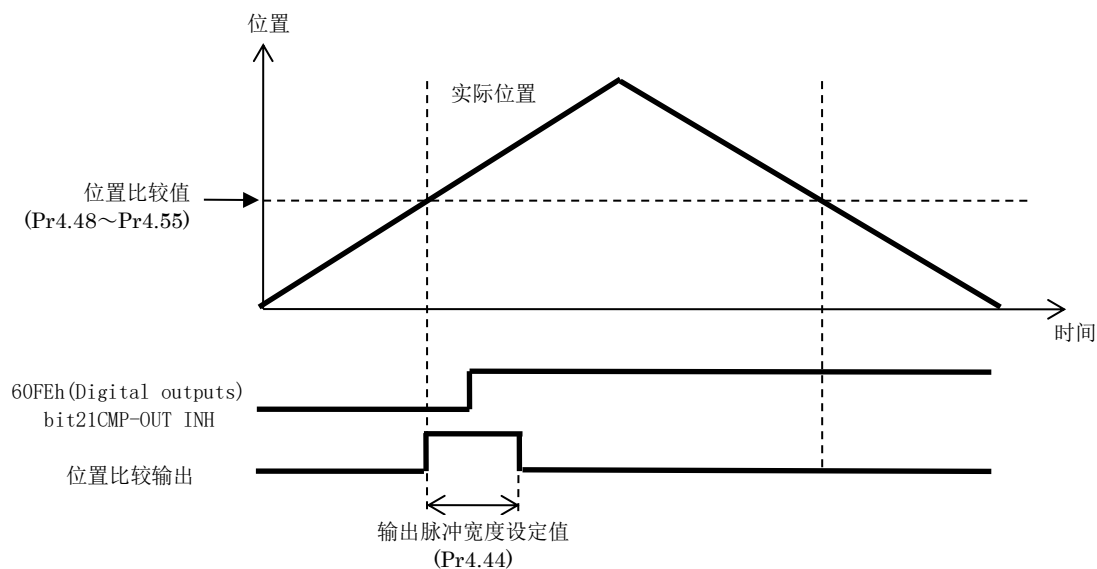 位置
实际位置
位置比较值
(Pr4.48～Pr4.55)
时间
60FEh(Digital outputs)
bit21CMP-OUT INH
位置比较输出
输出脉冲宽度设定值
(Pr4.44)